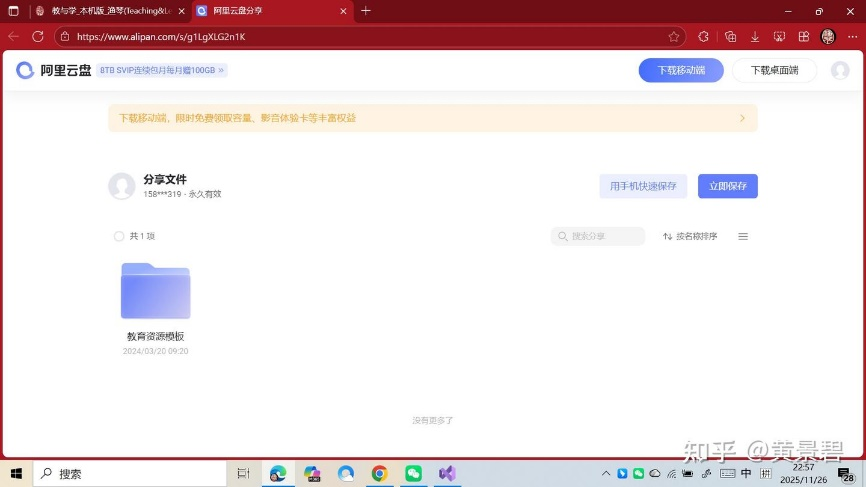 教与学_本机版_渔琴(Teaching&Le
阿里云盘分享
https://www.alipan.com/s/g1LgXLG2n1K
阿里云盘
8TB SVIP连续包月每月赠100GB »
下载移动端
下载桌面端
下载移动端，限时免费领取容量、影音体验卡等丰富权益
分享文件
158***319 · 永久有效
用手机快速保存
立即保存
共 1 项
搜索分享
按名称排序
教育资源模板
2024/03/20 09:20
没有更多了
知乎 @黄景碧
搜索
中
拼
22:57
2025/11/26
28